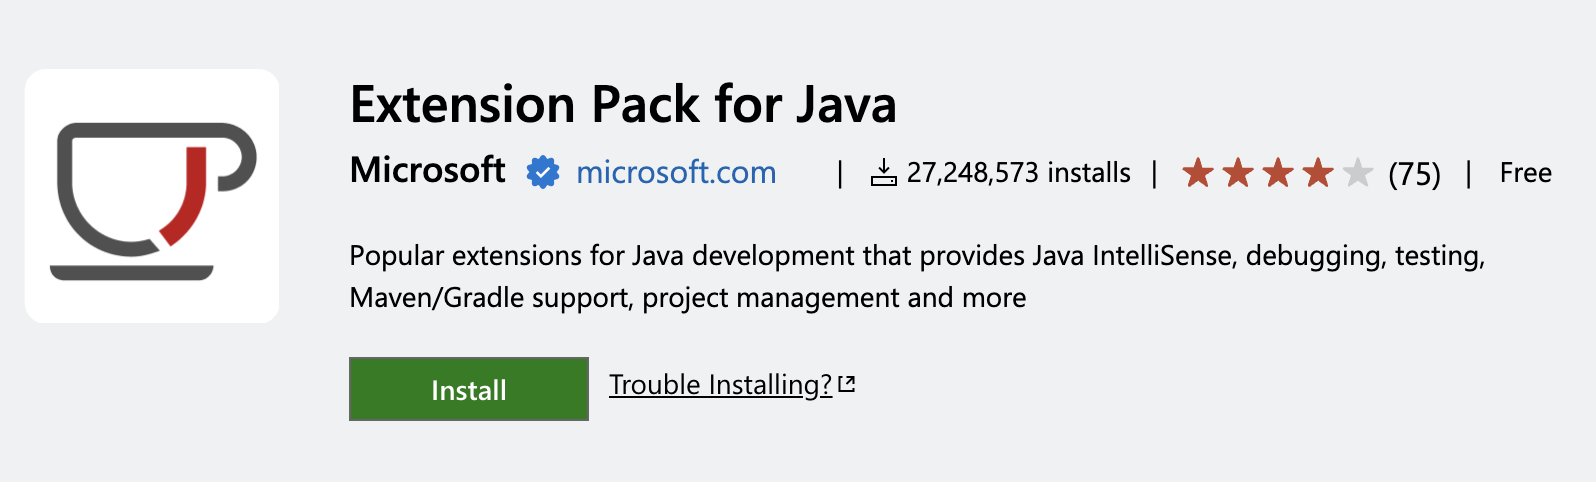 Extension Pack for Java
Microsoft microsoft.com | 27,248,573 installs | (75) | Free
Popular extensions for Java development that provides Java IntelliSense, debugging, testing,
Maven/Gradle support, project management and more
Install Trouble Installing?